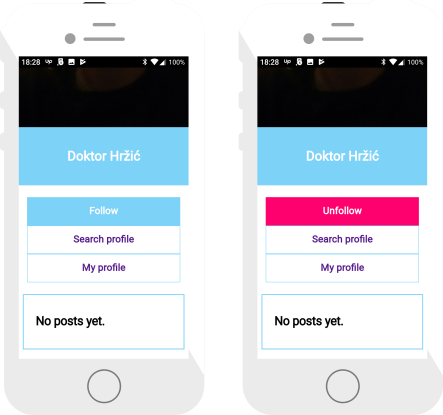 18:28 100%
Doktor Hržić
Follow
Search profile
My profile
No posts yet.
18:28 100%
Doktor Hržić
Unfollow
Search profile
My profile
No posts yet.